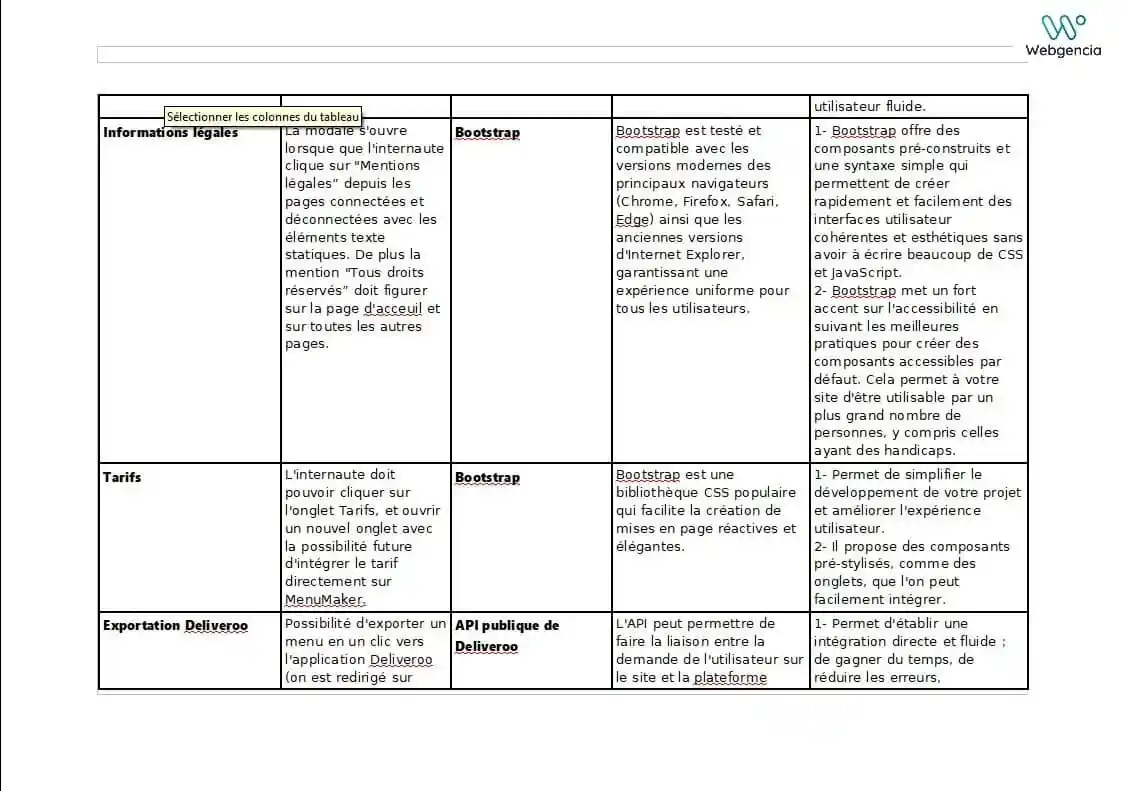 Webgencia
utilisateur fluide.
Sélectionner les colonnes du tableau
Informations légales
La modale s'ouvre
lorsque que l'internaute
clique sur "Mentions
légales” depuis les
pages connectées et
déconnectées avec les
éléments texte
statiques. De plus la
mention "Tous droits
réservés” doit figurer
sur la page d'acceuil et
sur toutes les autres
pages.
Bootstrap
Bootstrap est testé et
compatible avec les
versions modernes des
principaux navigateurs
(Chrome, Firefox, Safari,
Edge) ainsi que les
anciennes versions
d'Internet Explorer,
garantissant une
expérience uniforme pour
tous les utilisateurs.
1- Bootstrap offre des
composants pré-construits et
une syntaxe simple qui
permettent de créer
rapidement et facilement des
interfaces utilisateur
cohérentes et esthétiques sans
avoir à écrire beaucoup de CSS
et JavaScript.
2- Bootstrap met un fort
accent sur l'accessibilité en
suivant les meilleures
pratiques pour créer des
composants accessibles par
défaut. Cela permet à votre
site d'être utilisable par un
plus grand nombre de
personnes, y compris celles
ayant des handicaps.
Tarifs
L'internaute doit
pouvoir cliquer sur
l'onglet Tarifs, et ouvrir
un nouvel onglet avec
la possibilité future
d'intégrer le tarif
directement sur
MenuMaker.
Bootstrap
Bootstrap est une
bibliothèque CSS populaire
qui facilite la création de
mises en page réactives et
élégantes.
1- Permet de simplifier le
développement de votre projet
et améliorer l'expérience
utilisateur.
2- Il propose des composants
pré-stylisés, comme des
onglets, que l'on peut
facilement intégrer.
Exportation Deliveroo
Possibilité d'exporter un
menu en un clic vers
l'application Deliveroo
(on est redirigé sur
API publique de
Deliveroo
L'API peut permettre de
faire la liaison entre la
demande de l'utilisateur sur
le site et la plateforme
1- Permet d'établir une
intégration directe et fluide ;
de gagner du temps, de
réduire les erreurs,